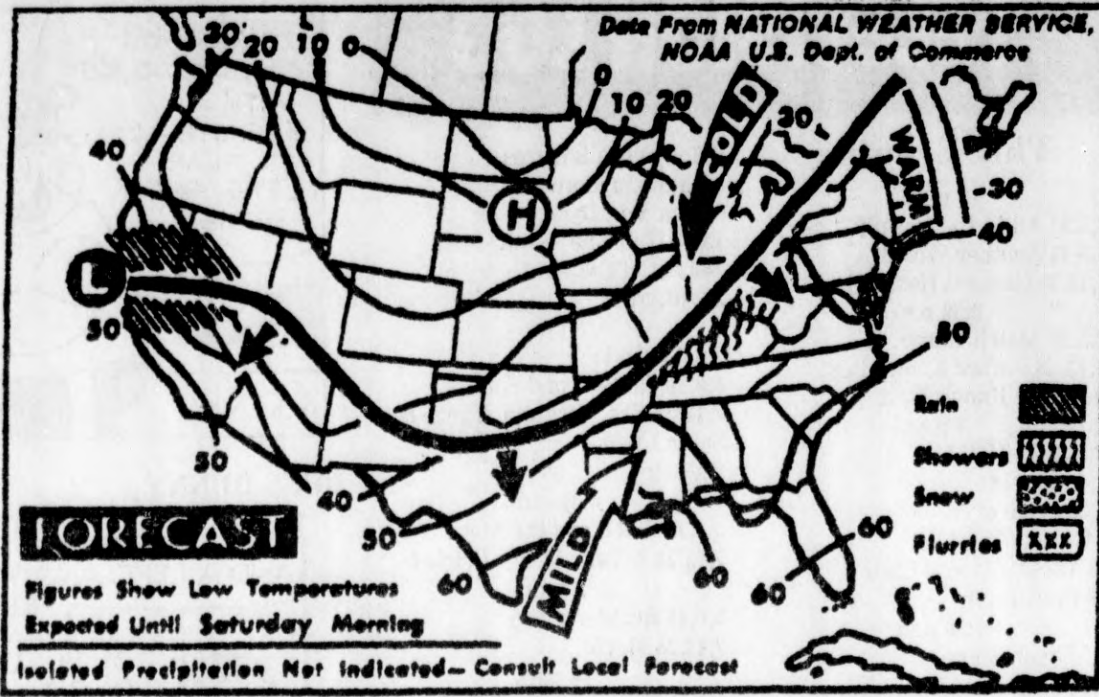 Data From NATIONAL WEATHER SERVICE,
NOAA U.S. Dept. of Commerce
30 20 10 0
0
10 20
COLD
30
WARM
-30
40
40
H
L
50
50
Rain
Showers
Snow
Flurries
XXX
50
40
50
60
MILD
60
60
60
FORECAST
Figures Show Low Temperatures
Expected Until Saturday Morning
Isolated Precipitation Not Indicated— Consult Local Forecast